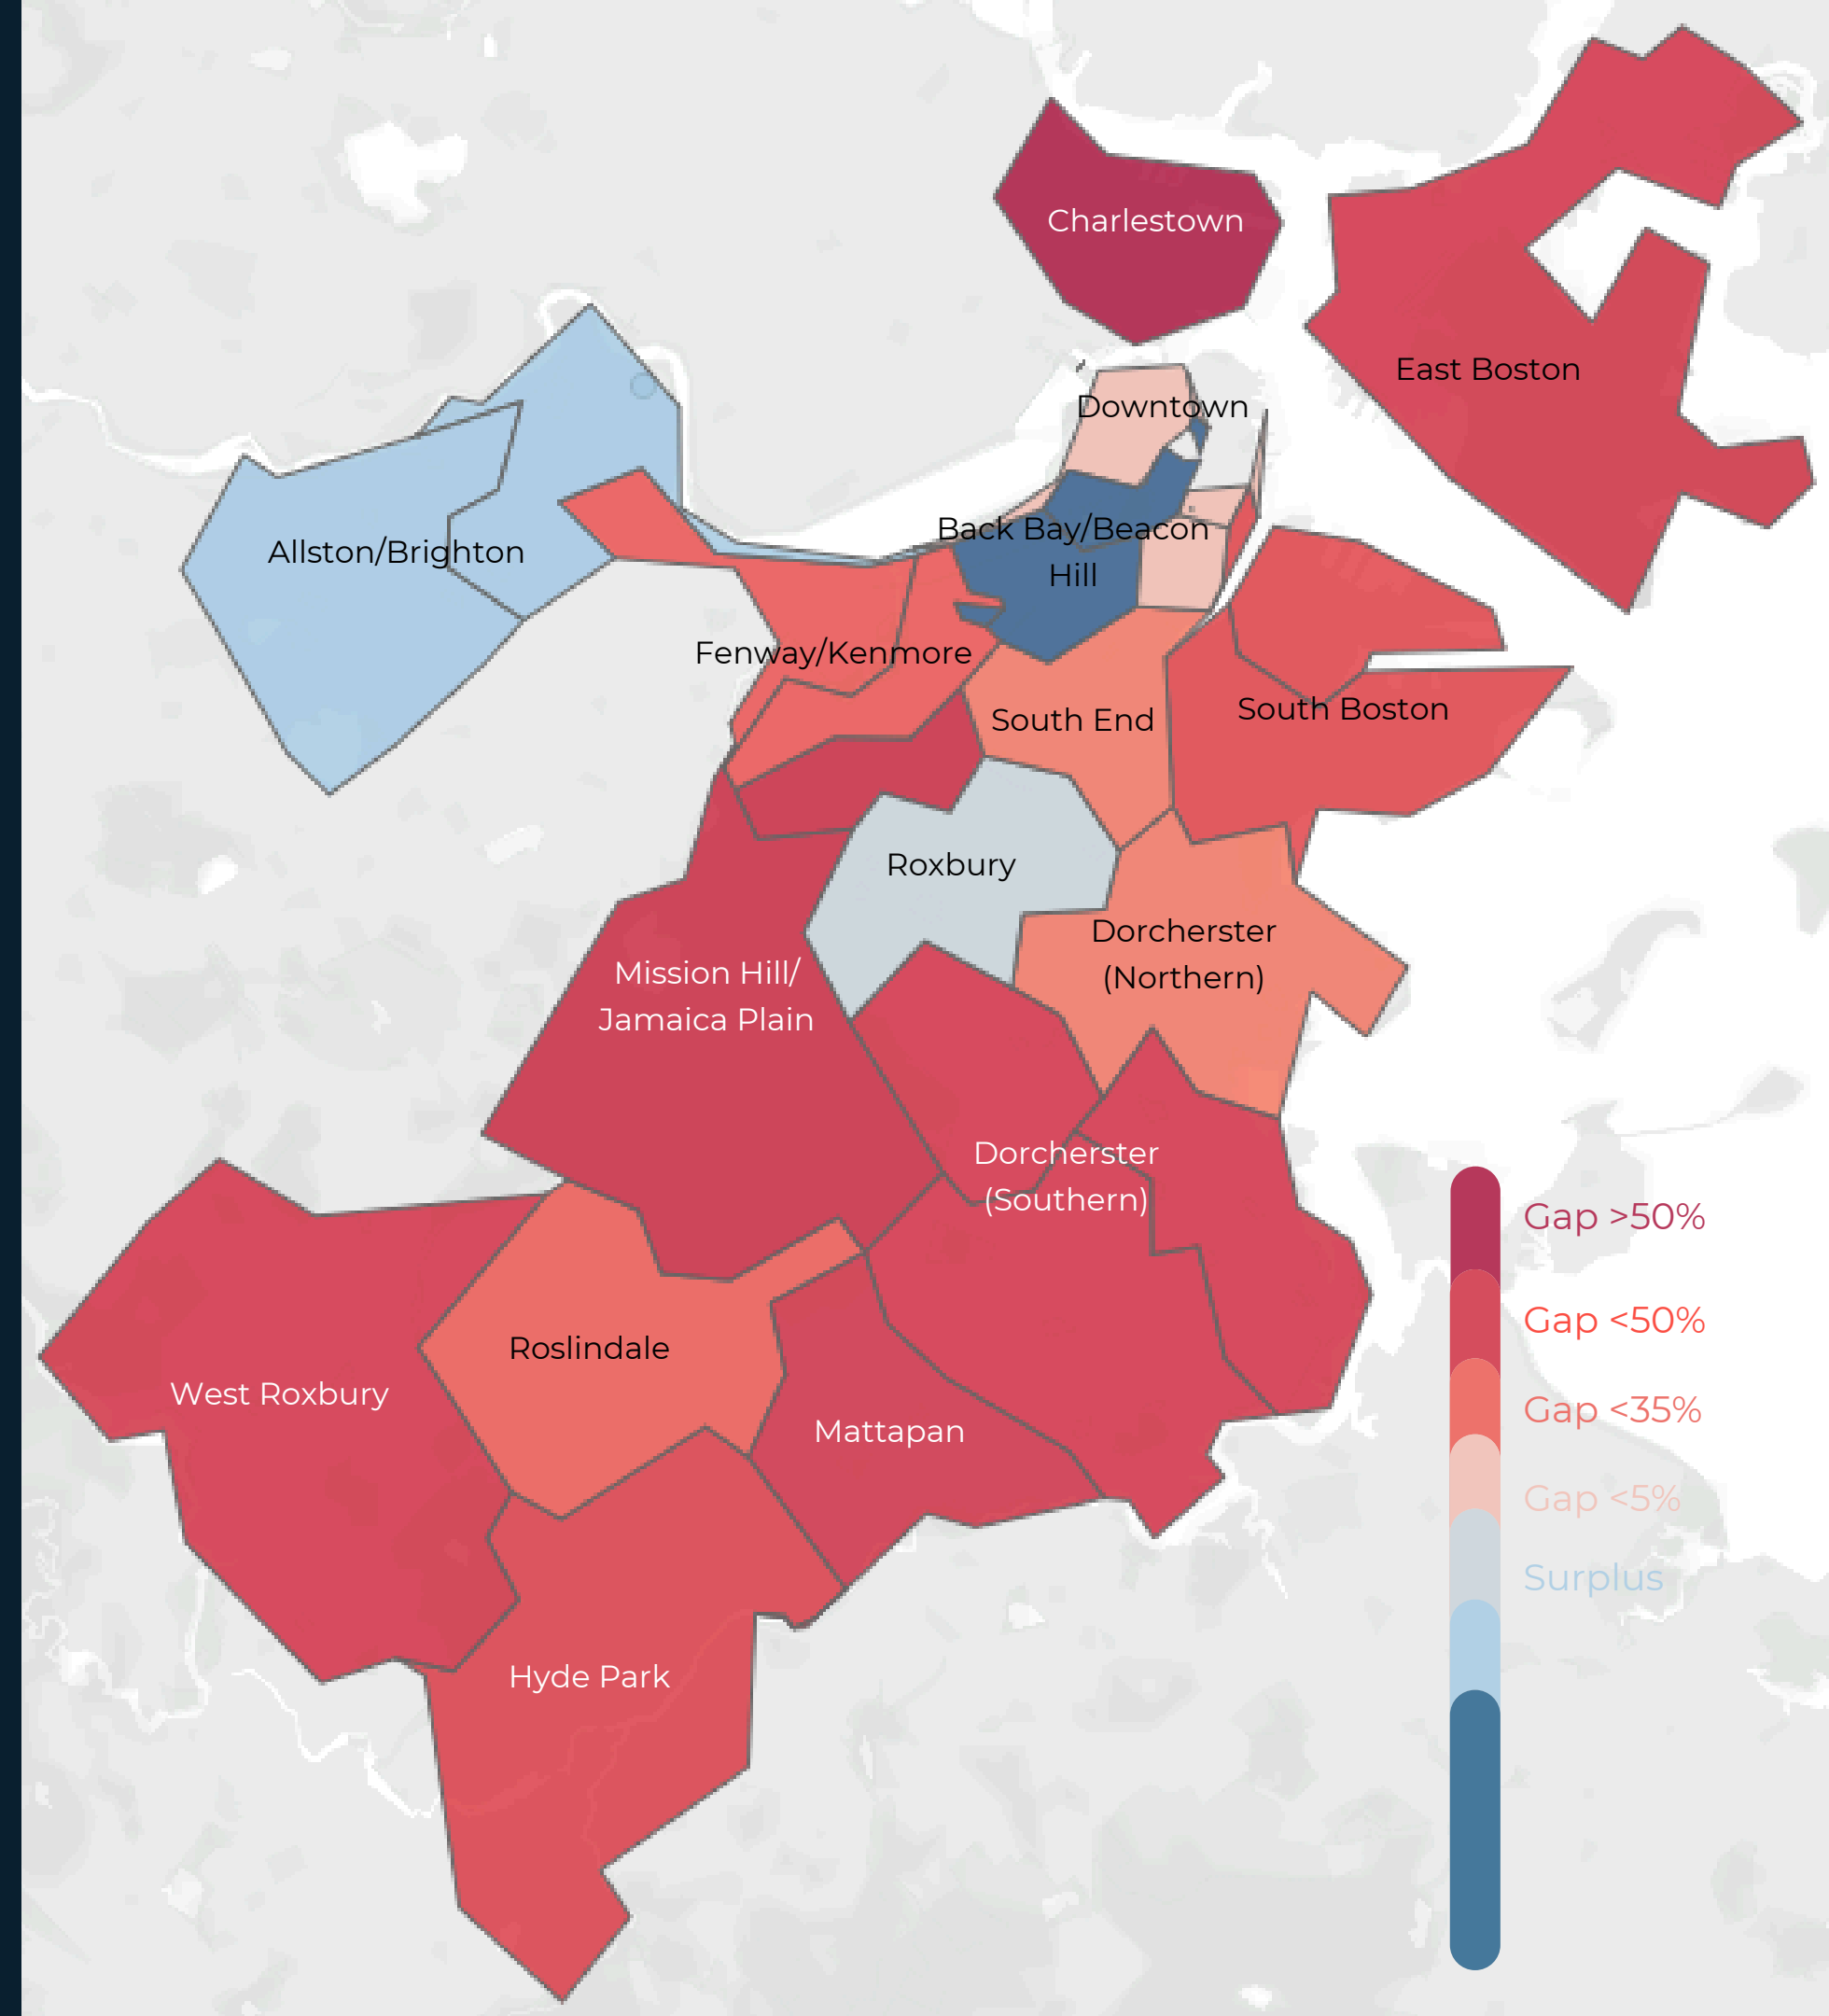 Charlestown
East Boston
Downtown
Back Bay/Beacon
Hill
Allston/Brighton
Fenway/Kenmore
South End
South Boston
Roxbury
Dorcherster
(Northern)
Mission Hill/
Jamaica Plain
Dorcherster
(Southern)
Roslindale
West Roxbury
Mattapan
Hyde Park
Gap >50%
Gap <50%
Gap <35%
Gap <5%
Surplus